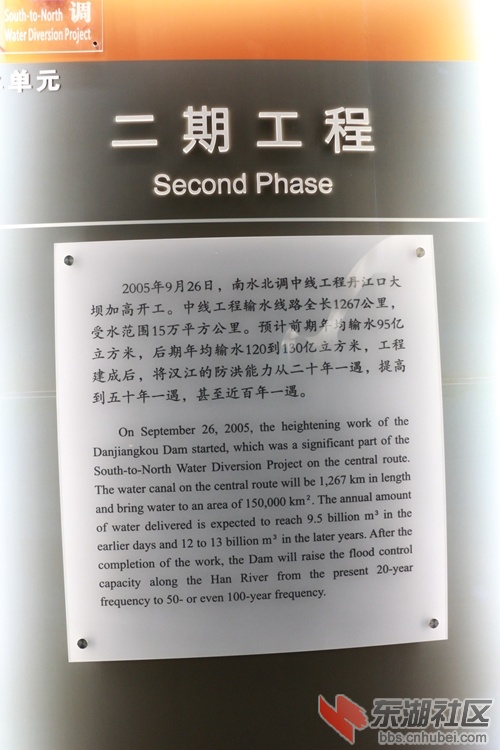 South-to-North 调
Water Diversion Project
单元
二期工程
Second Phase
2005年9月26日，南水北调中线工程丹江口大
坝加高开工。中线工程输水线路全长1267公里，
受水范围15万平方公里。预计前期年均输水95亿
立方米，后期年均输水120到130亿立方米，工程
建成后，将汉江的防洪能力从二十年一遇，提高
到五十年一遇，甚至近百年一遇。
On September 26, 2005, the heightening work of the
Danjiangkou Dam started, which was a significant part of the
South-to-North Water Diversion Project on the central route.
The water canal on the central route will be 1,267 km in length
and bring water to an area of 150,000 km². The annual amount
of water delivered is expected to reach 9.5 billion m³ in the
earlier days and 12 to 13 billion m³ in the later years. After the
completion of the work, the Dam will raise the flood control
capacity along the Han River from the present 20-year
frequency to 50- or even 100-year frequency.
东湖社区
bbs.cnhubei.com